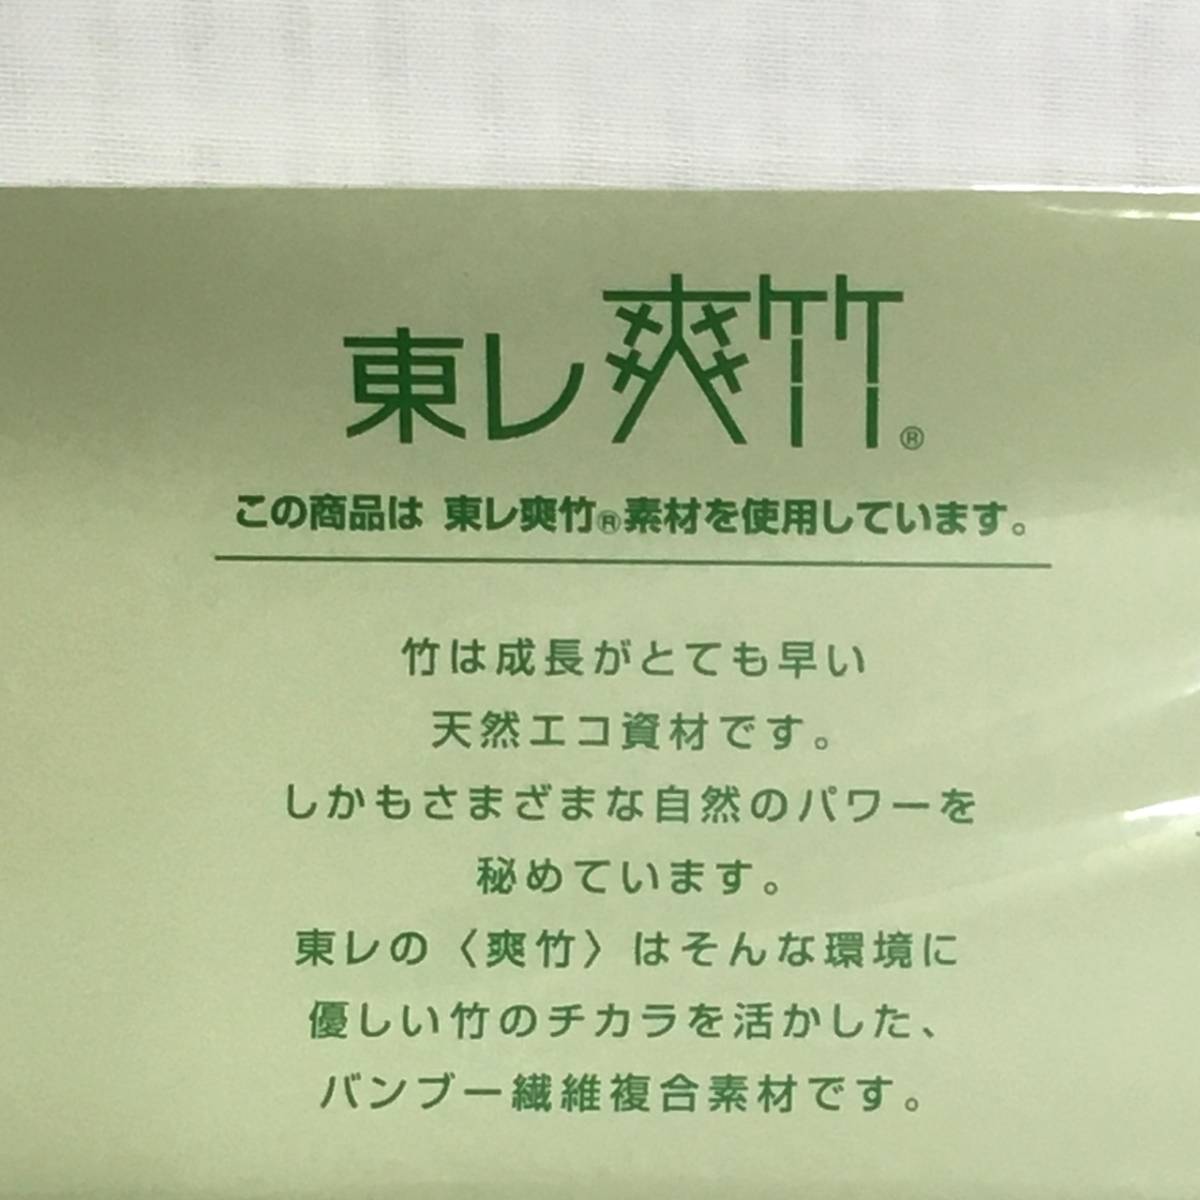 東レ爽竹®
この商品は 東レ爽竹®素材を使用しています。
竹は成長がとても早い
天然エコ資材です。
しかもさまざまな自然のパワーを
秘めています。
東レの〈爽竹〉はそんな環境に
優しい竹のチカラを活かした、
バンブー繊維複合素材です。